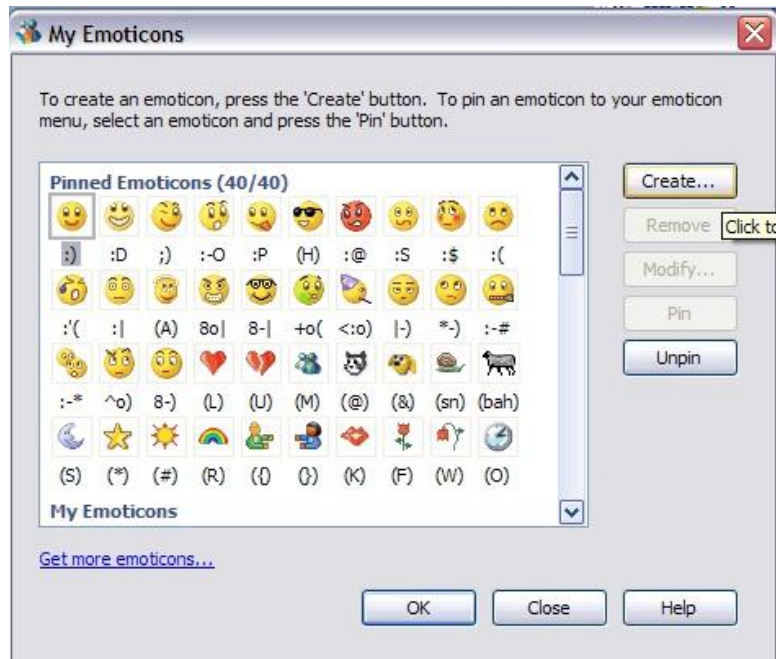 My Emoticons
To create an emoticon, press the 'Create' button. To pin an emoticon to your emoticon
menu, select an emoticon and press the 'Pin' button.
Pinned Emoticons (40/40)
:) :D ;) :-O :P (H) :@ :S :$ :(
:'( :| (A) 8o| 8-| +o( <:o) |-) *-) :-#
:-* ^o) 8-) (L) (U) (M) (@) (&) (sn) (bah)
(S) (*) (#) (R) ({) (}) (K) (F) (W) (O)
My Emoticons
Create...
Remove
Click to
Modify...
Pin
Unpin
Get more emoticons...
OK Close Help